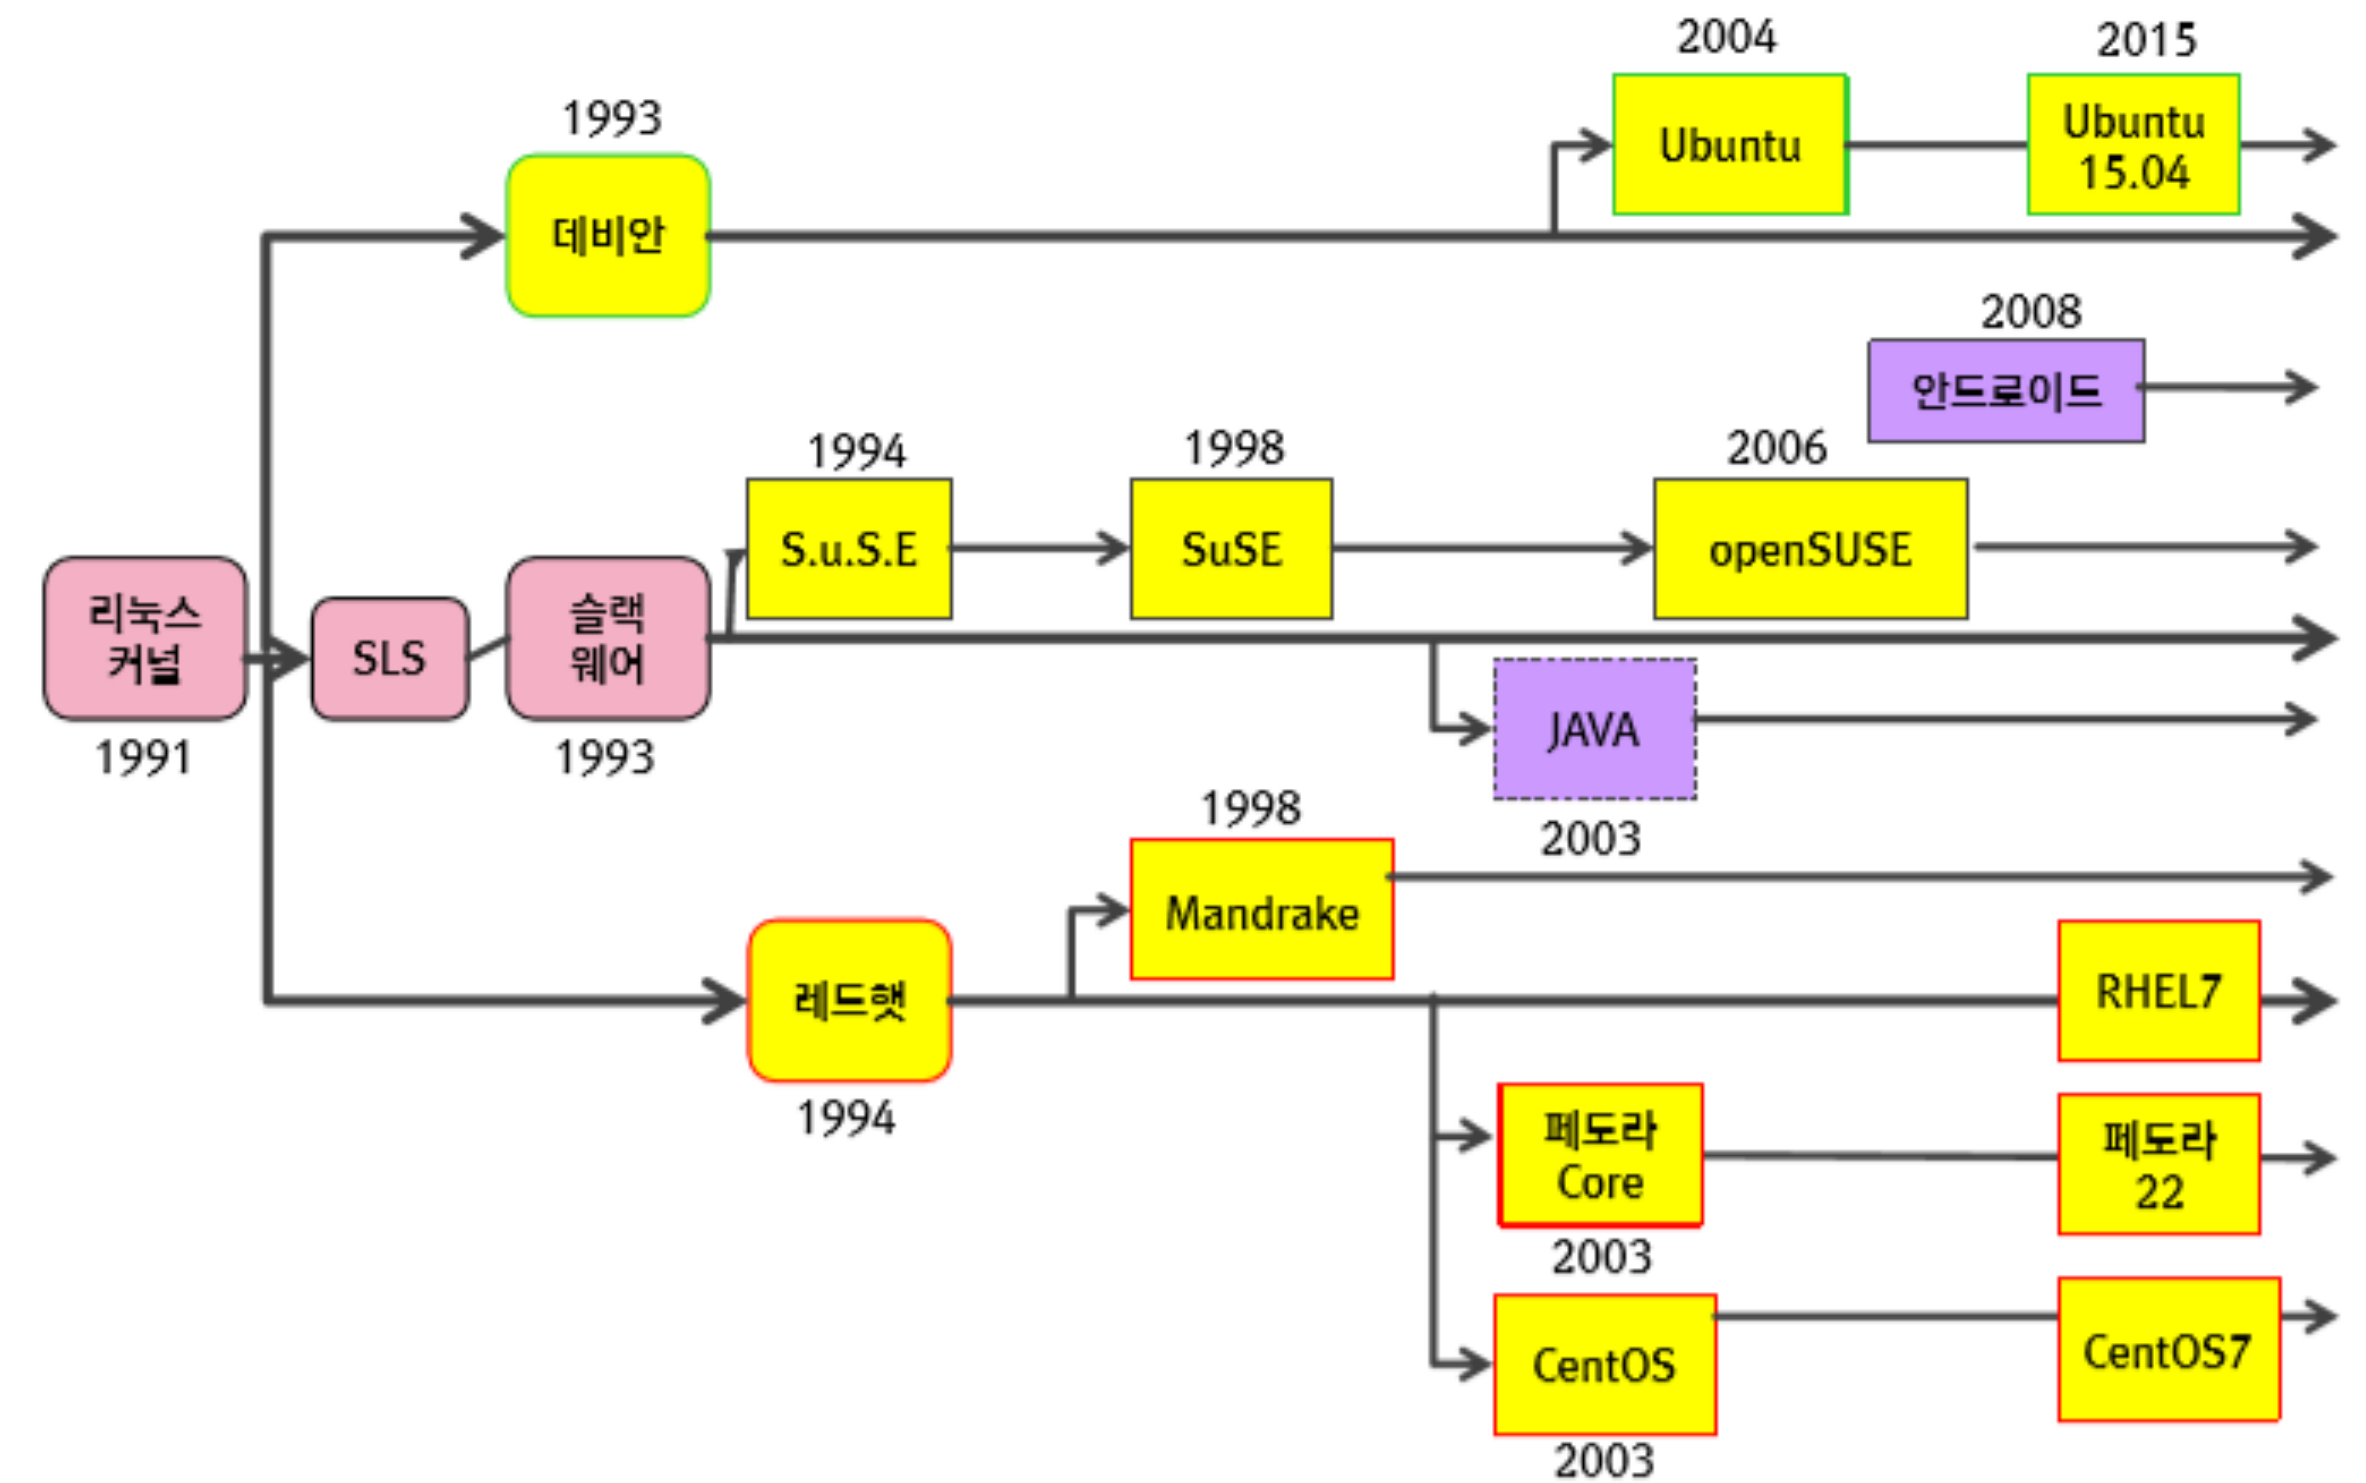 2004
2015
1993
Ubuntu
Ubuntu
15.04
데비안
2008
안드로이드
1994
1998
2006
S.u.S.E
SuSE
openSUSE
리눅스
커널
SLS
슬랙
웨어
1991
1993
JAVA
2003
1998
Mandrake
레드햇
1994
RHEL7
페도라
Core
2003
페도라
22
CentOS
2003
CentOS7